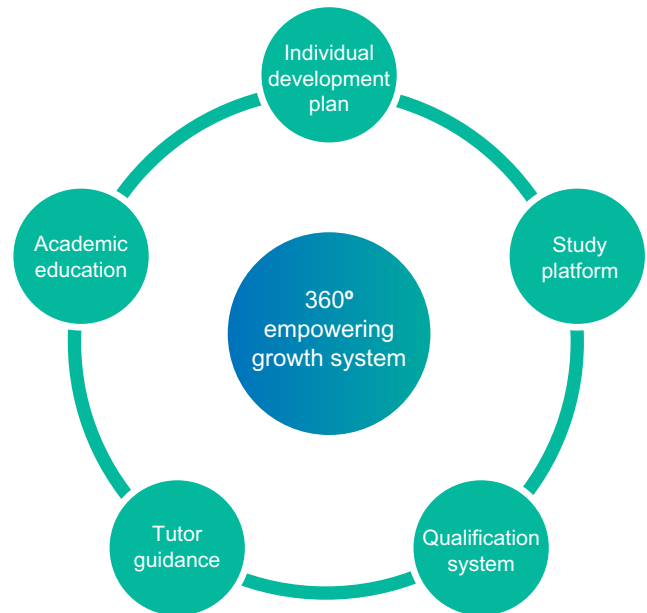 Individual
development
plan
Academic
education
Study
platform
360º
empowering
growth system
Tutor
guidance
Qualification
system